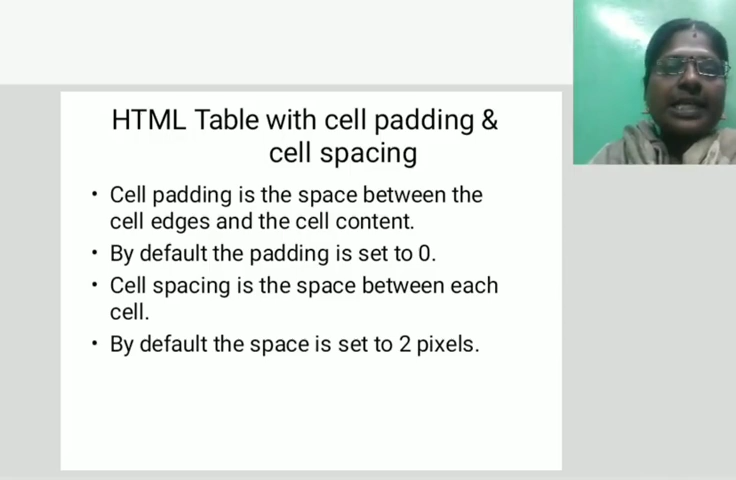 HTML Table with cell padding &
cell spacing
• Cell padding is the space between the
cell edges and the cell content.
• By default the padding is set to 0.
• Cell spacing is the space between each
cell.
• By default the space is set to 2 pixels.